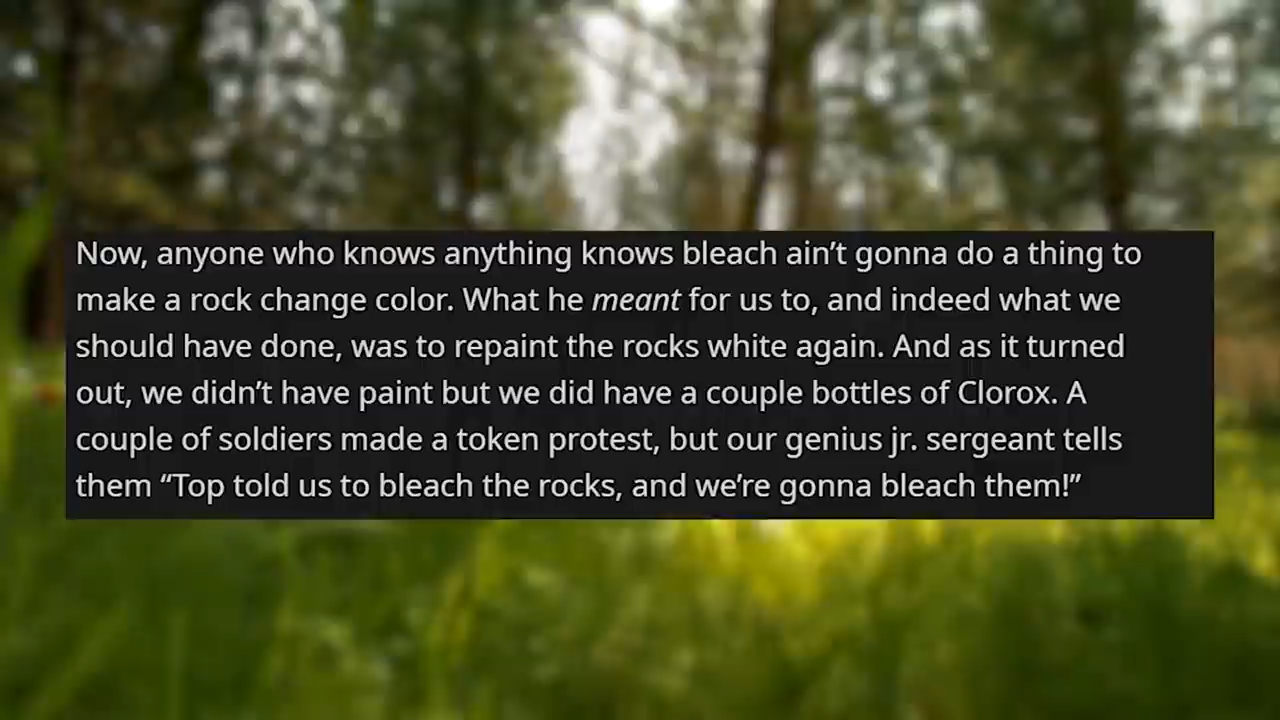 Now, anyone who knows anything knows bleach ain’t gonna do a thing to
make a rock change color. What he meant for us to, and indeed what we
should have done, was to repaint the rocks white again. And as it turned
out, we didn’t have paint but we did have a couple bottles of Clorox. A
couple of soldiers made a token protest, but our genius jr. sergeant tells
them “Top told us to bleach the rocks, and we’re gonna bleach them!”